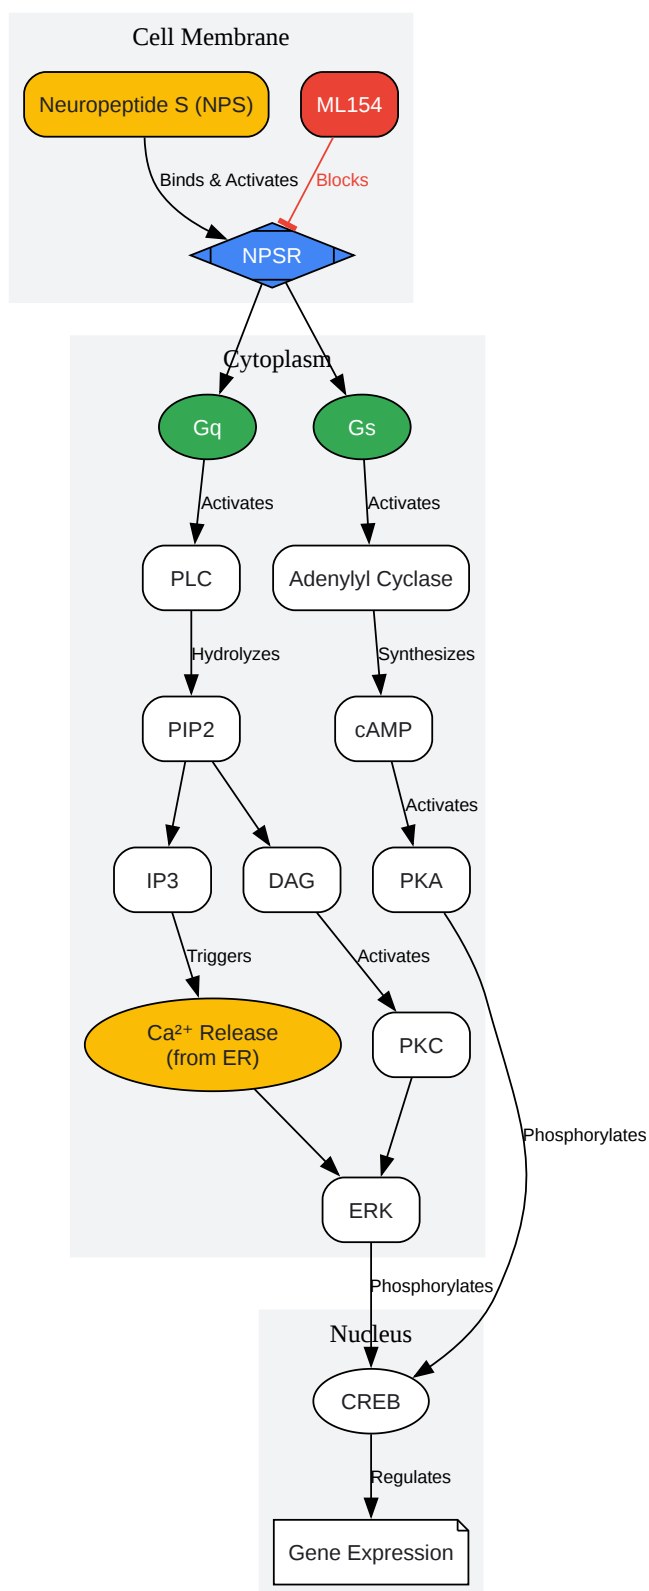 Cell Membrane
Neuropeptide S (NPS)
ML154
Binds & Activates
Blocks
NPSR
Cytoplasm
Gq
Gs
Activates
Activates
PLC
Adenylyl Cyclase
Hydrolyzes
Synthesizes
PIP2
cAMP
Activates
IP3
DAG
PKA
Triggers
Activates
Ca²⁺ Release
(from ER)
PKC
Phosphorylates
ERK
Phosphorylates
Nucleus
CREB
Regulates
Gene Expression